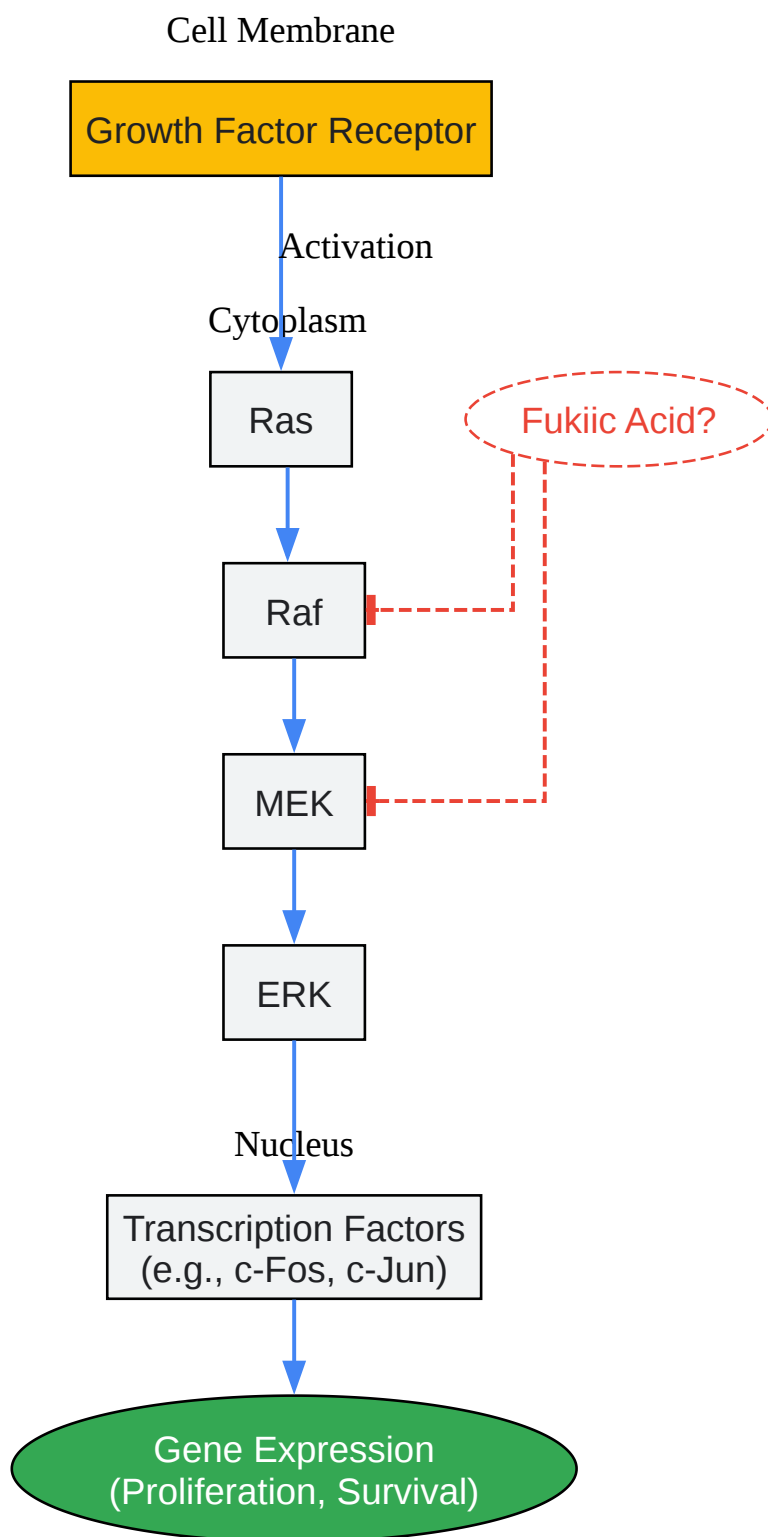 Cell Membrane
Growth Factor Receptor
Activation
Cytoplasm
Ras
Fukiic Acid?
Raf
MEK
ERK
Nucleus
Transcription Factors
(e.g., c-Fos, c-Jun)
Gene Expression
(Proliferation, Survival)